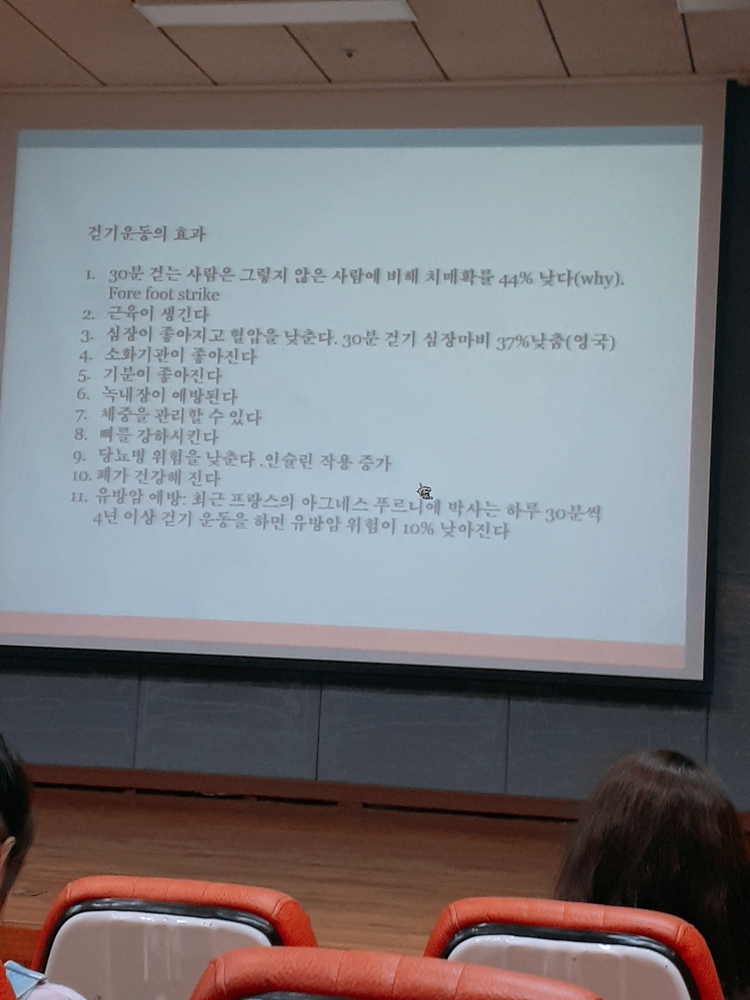 걷기운동의 효과
1. 30분 걷는 사람은 그렇지 않은 사람에 비해 치매확률 44% 낮다(why).
Fore foot strike
2. 근육이 생긴다
3. 심장이 좋아지고 혈압을 낮춘다. 30분 걷기 심장마비 37%낮춤(영국)
4. 소화기관이 좋아진다
5. 기분이 좋아진다
6. 녹내장이 예방된다
7. 체중을 관리할 수 있다
8. 뼈를 강하시킨다
9. 당뇨병 위험을 낮춘다 .인슐린 작용 증가
10. 폐가 건강해 진다
11. 유방암 예방: 최근 프랑스의 아그네스 푸르니에 박사는 하루 30분씩
4년 이상 걷기 운동을 하면 유방암 위험이 10% 낮아진다